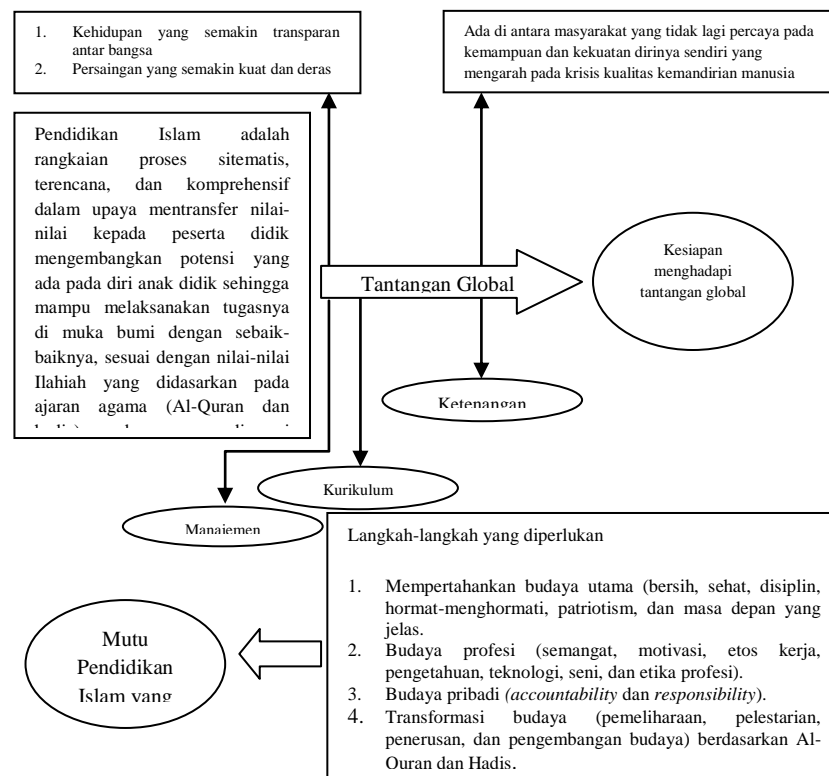 1. Kehidupan yang semakin transparan
antar bangsa
2. Persaingan yang semakin kuat dan deras
Ada di antara masyarakat yang tidak lagi percaya pada
kemampuan dan kekuatan dirinya sendiri yang
mengarah pada krisis kualitas kemandirian manusia
Pendidikan Islam adalah
rangkaian proses sitematis,
terencana, dan komprehensif
dalam upaya mentransfer nilai-
nilai kepada peserta didik
mengembangkan potensi yang
ada pada diri anak didik sehingga
mampu melaksanakan tugasnya
di muka bumi dengan sebaik-
baiknya, sesuai dengan nilai-nilai
Ilahiah yang didasarkan pada
ajaran agama (Al-Quran dan
Tantangan Global
Kesiapan
menghadapi
tantangan global
Ketenangan
Kurikulum
Manajemen
Langkah-langkah yang diperlukan
1. Mempertahankan budaya utama (bersih, sehat, disiplin,
hormat-menghormati, patriotism, dan masa depan yang
jelas.
2. Budaya profesi (semangat, motivasi, etos kerja,
pengetahuan, teknologi, seni, dan etika profesi).
3. Budaya pribadi (accountability dan responsibility).
4. Transformasi budaya (pemeliharaan, pelestarian,
penerusan, dan pengembangan budaya) berdasarkan Al-
Quran dan Hadis.
Mutu
Pendidikan
Islam yang